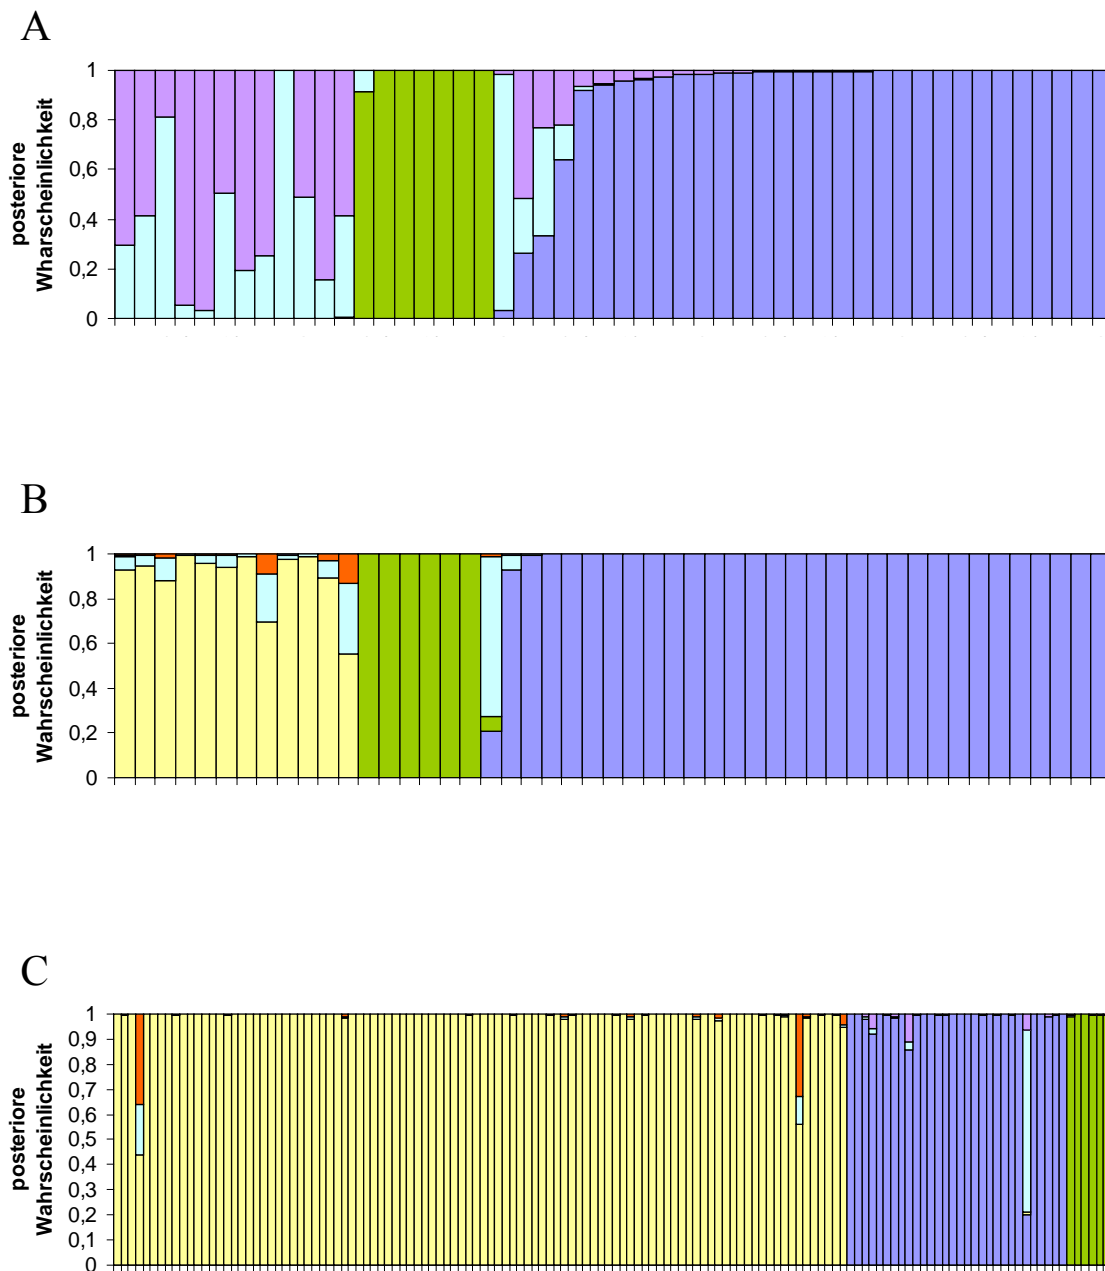 A
posteriore
Wharscheinlichkeit
1
0,8
0,6
0,4
0,2
0
B
posteriore
Wahrscheinlichkeit
1
0,8
0,6
0,4
0,2
0
C
posteriore
Wahrscheinlichkeit
1
0,9
0,8
0,7
0,6
0,5
0,4
0,3
0,2
0,1
0